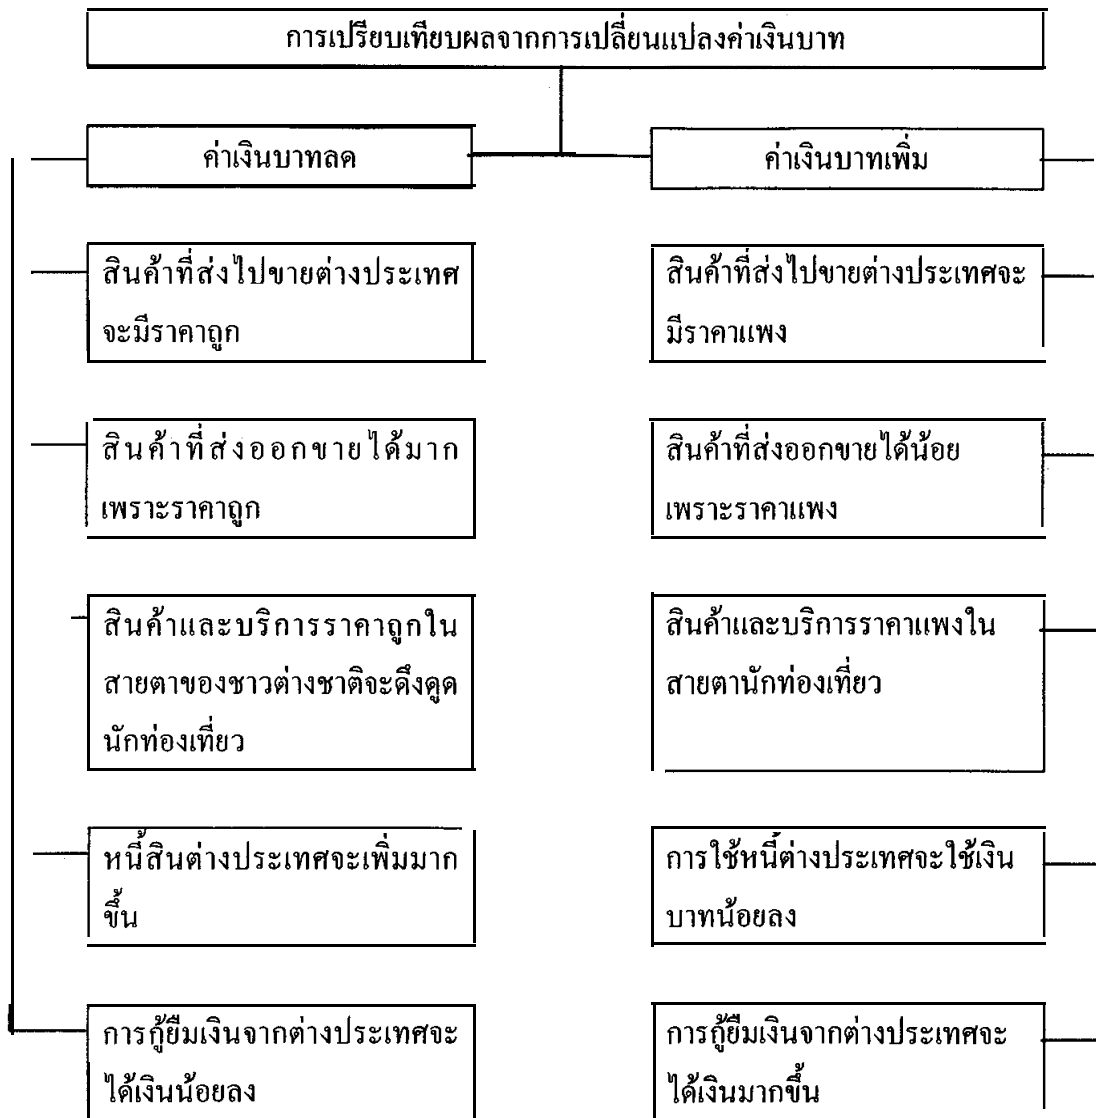 การเปรียบเทียบผลจากการเปลี่ยนแปลงค่าเงินบาท
ค่าเงินบาทลด
ค่าเงินบาทเพิ่ม
สินค้าที่ส่งไปขายต่างประเทศ
จะมีราคาถูก
สินค้าที่ส่งไปขายต่างประเทศจะ
มีราคาแพง
สินค้าที่ส่งออกขายได้มาก
เพราะราคาถูก
สินค้าที่ส่งออกขายได้น้อย
เพราะราคาแพง
สินค้าและบริการราคาถูกใน
สายตาของชาวต่างชาติจะดึงดูด
นักท่องเที่ยว
สินค้าและบริการราคาแพงใน
สายตานักท่องเที่ยว
หนี้สินต่างประเทศจะเพิ่มมาก
ขึ้น
การใช้หนี้ต่างประเทศจะใช้เงิน
บาทน้อยลง
การกู้ยืมเงินจากต่างประเทศจะ
ได้เงินน้อยลง
การกู้ยืมเงินจากต่างประเทศจะ
ได้เงินมากขึ้น